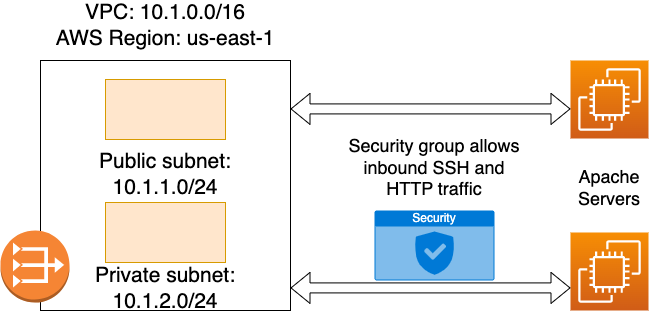 VPC: 10.1.0.0/16
AWS Region: us-east-1
Public subnet:
10.1.1.0/24
Private subnet:
10.1.2.0/24
Security group allows
inbound SSH and
HTTP traffic
Security
Apache
Servers